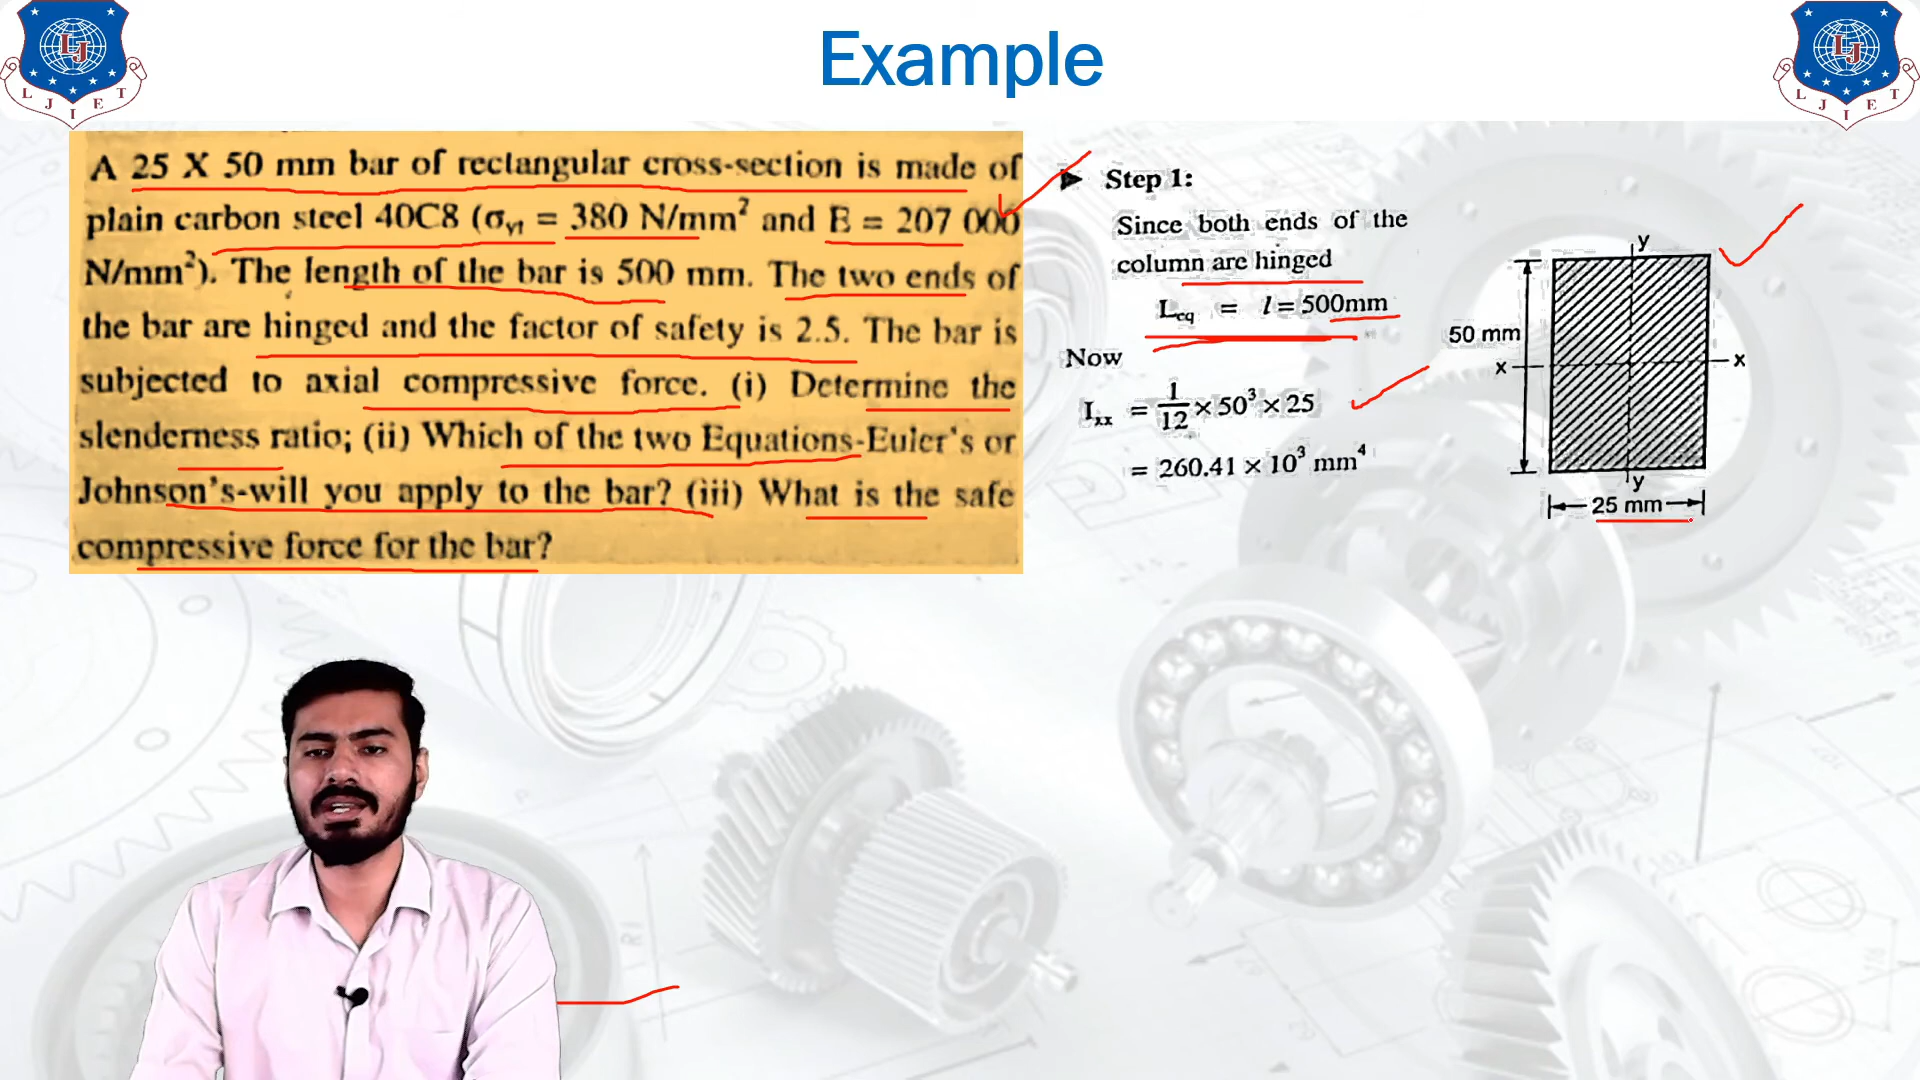 LJIET
Example
LJIET
A 25 X 50 mm bar of rectangular cross-section is made of
plain carbon steel 40C8 (σyt = 380 N/mm² and E = 207 000
N/mm²). The length of the bar is 500 mm. The two ends of
the bar are hinged and the factor of safety is 2.5. The bar is
subjected to axial compressive force. (i) Determine the
slenderness ratio; (ii) Which of the two Equations-Euler's or
Johnson's-will you apply to the bar? (iii) What is the safe
compressive force for the bar?
Step 1:
Since both ends of the
column are hinged
Leq = l = 500mm
Now
Ixx = 1/12 × 50³ × 25
= 260.41 × 10³ mm⁴
y
50 mm
x
x
y
25 mm